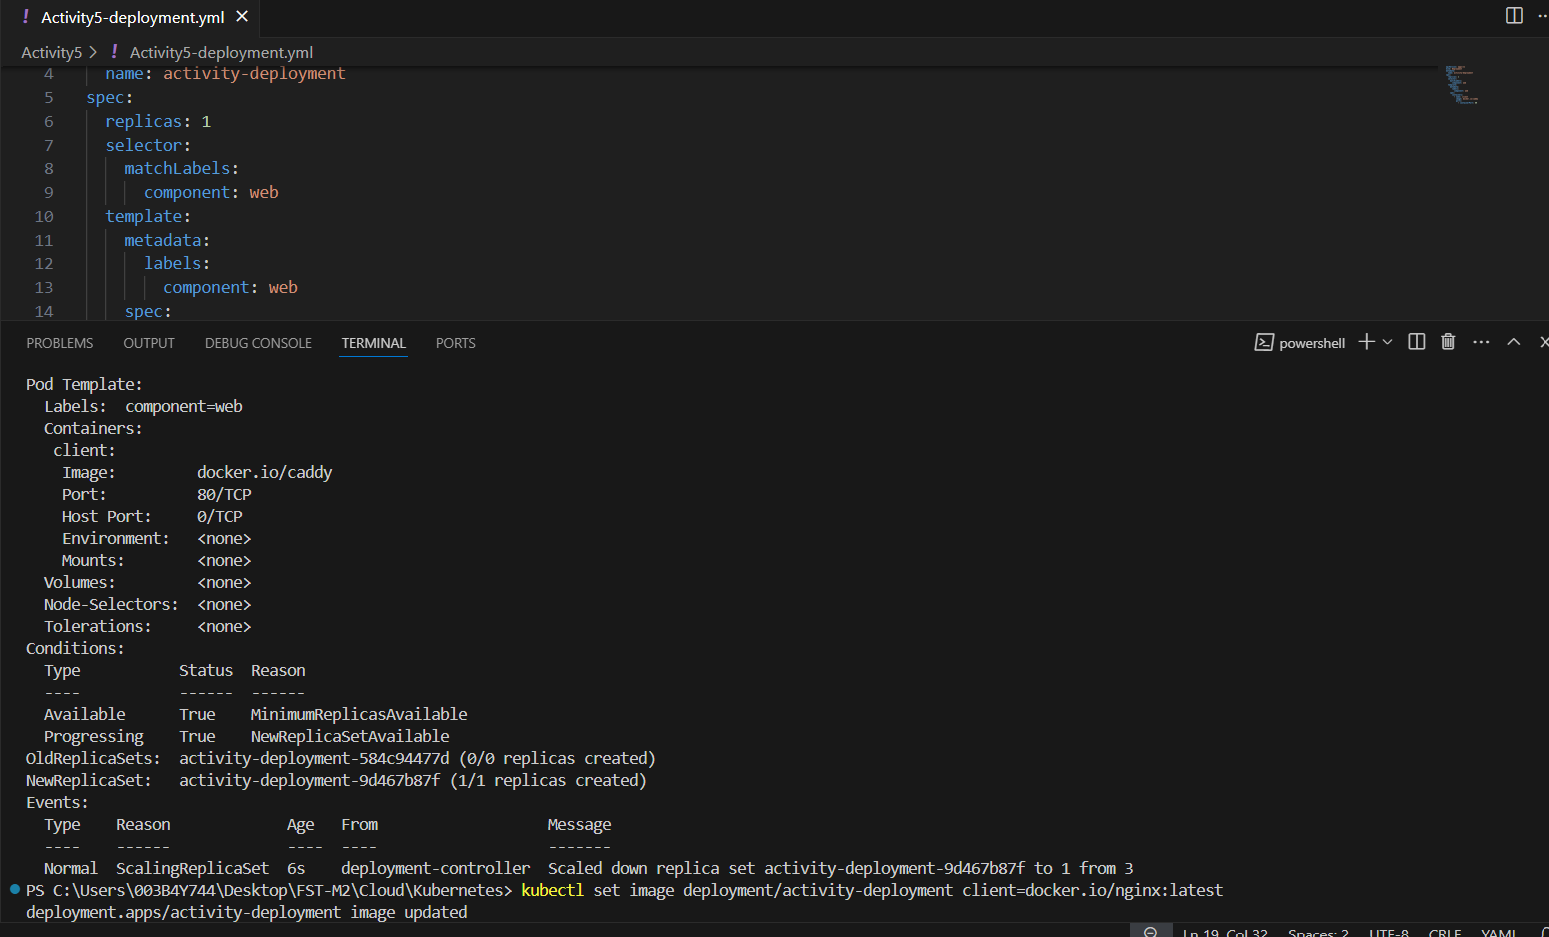 ! Activity5-deployment.yml
Activity5 > ! Activity5-deployment.yml
4 name: activity-deployment
5 spec:
6 replicas: 1
7 selector:
8 matchLabels:
9 component: web
10 template:
11 metadata:
12 labels:
13 component: web
14 spec:
PROBLEMS OUTPUT DEBUG CONSOLE TERMINAL PORTS powershell
Pod Template:
Labels: component=web
Containers:
client:
Image: docker.io/caddy
Port: 80/TCP
Host Port: 0/TCP
Environment: <none>
Mounts: <none>
Volumes: <none>
Node-Selectors: <none>
Tolerations: <none>
Conditions:
Type Status Reason
---- ------ ------
Available True MinimumReplicasAvailable
Progressing True NewReplicaSetAvailable
OldReplicaSets: activity-deployment-584c94477d (0/0 replicas created)
NewReplicaSet: activity-deployment-9d467b87f (1/1 replicas created)
Events:
Type Reason Age From Message
---- ------ ---- ---- -------
Normal ScalingReplicaSet 6s deployment-controller Scaled down replica set activity-deployment-9d467b87f to 1 from 3
PS C:\Users\003B4Y744\Desktop\FST-M2\Cloud\Kubernetes> kubectl set image deployment/activity-deployment client=docker.io/nginx:latest
deployment.apps/activity-deployment image updated
Ln 19, Col 32 Spaces: 2 UTF-8 CRLF YAML